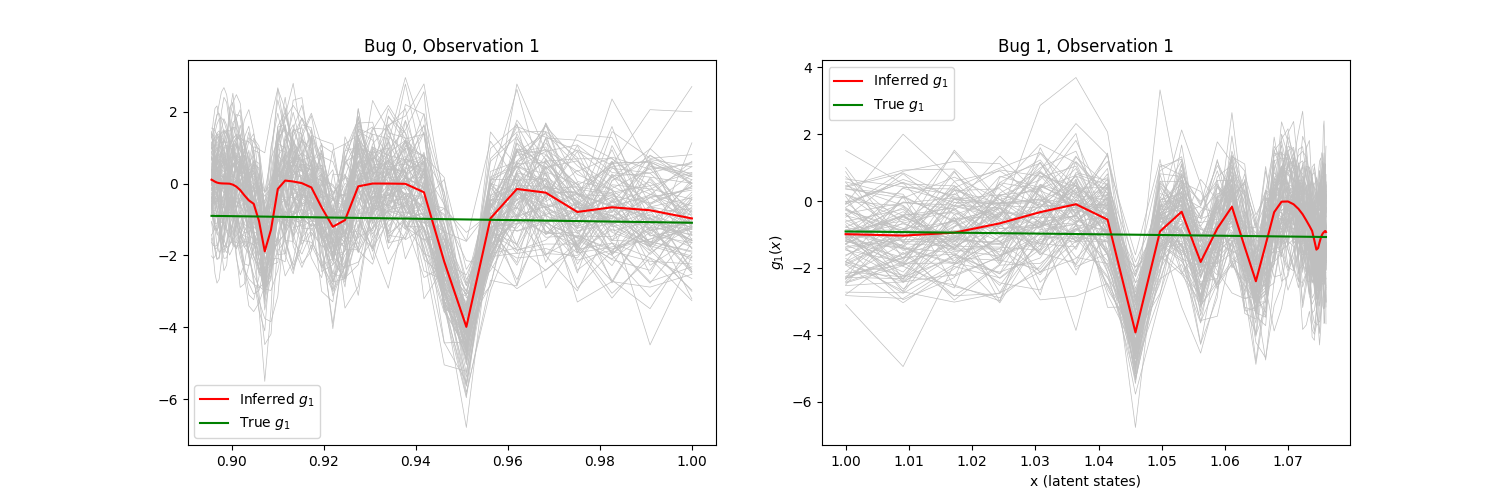 Bug 0, Observation 1
2
0
−2
−4
−6
Inferred g₁
True g₁
0.90 0.92 0.94 0.96 0.98 1.00
Bug 1, Observation 1
4
2
0
−2
−4
−6
g₁(x)
Inferred g₁
True g₁
1.00 1.01 1.02 1.03 1.04 1.05 1.06 1.07
x (latent states)